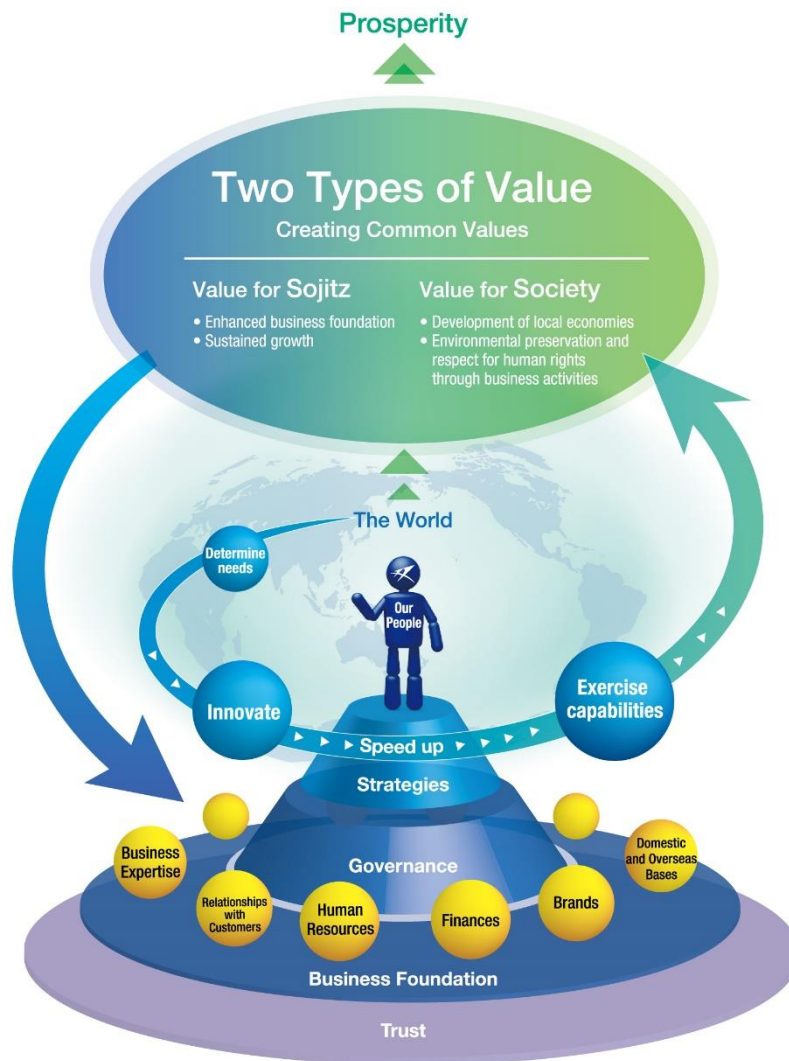 Prosperity
Two Types of Value
Creating Common Values
Value for Sojitz
• Enhanced business foundation
• Sustained growth
Value for Society
• Development of local economies
• Environmental preservation and
respect for human rights
through business activities
The World
Determine
needs
Our
People
Innovate
Speed up
Exercise
capabilities
Strategies
Governance
Business
Expertise
Relationships
with
Customers
Human
Resources
Finances
Brands
Domestic
and Overseas
Bases
Business Foundation
Trust